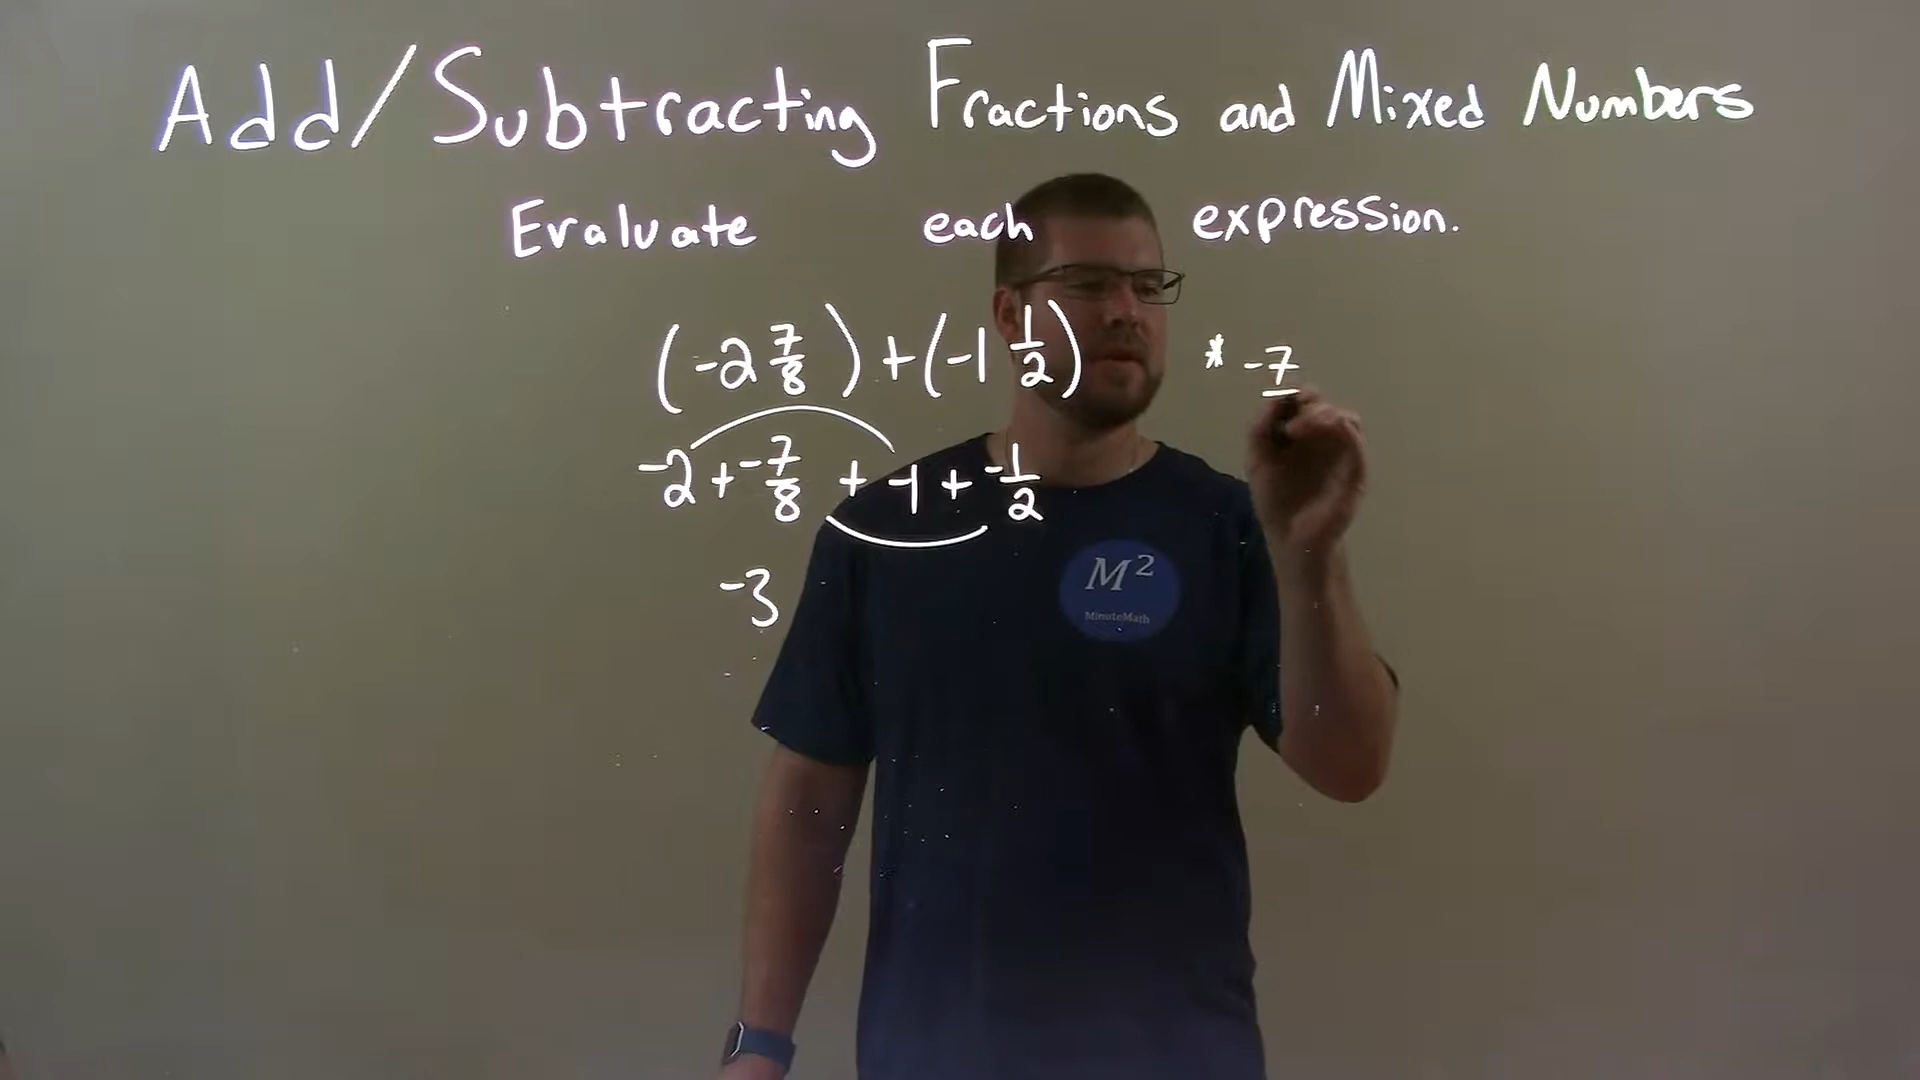 Add/Subtracting Fractions and Mixed Numbers
Evaluate each expression.
(-2 7/8) + (-1 1/2)
* -7
-2 + -7/8 + -1 + -1/2
-3
M²
MinuteMath